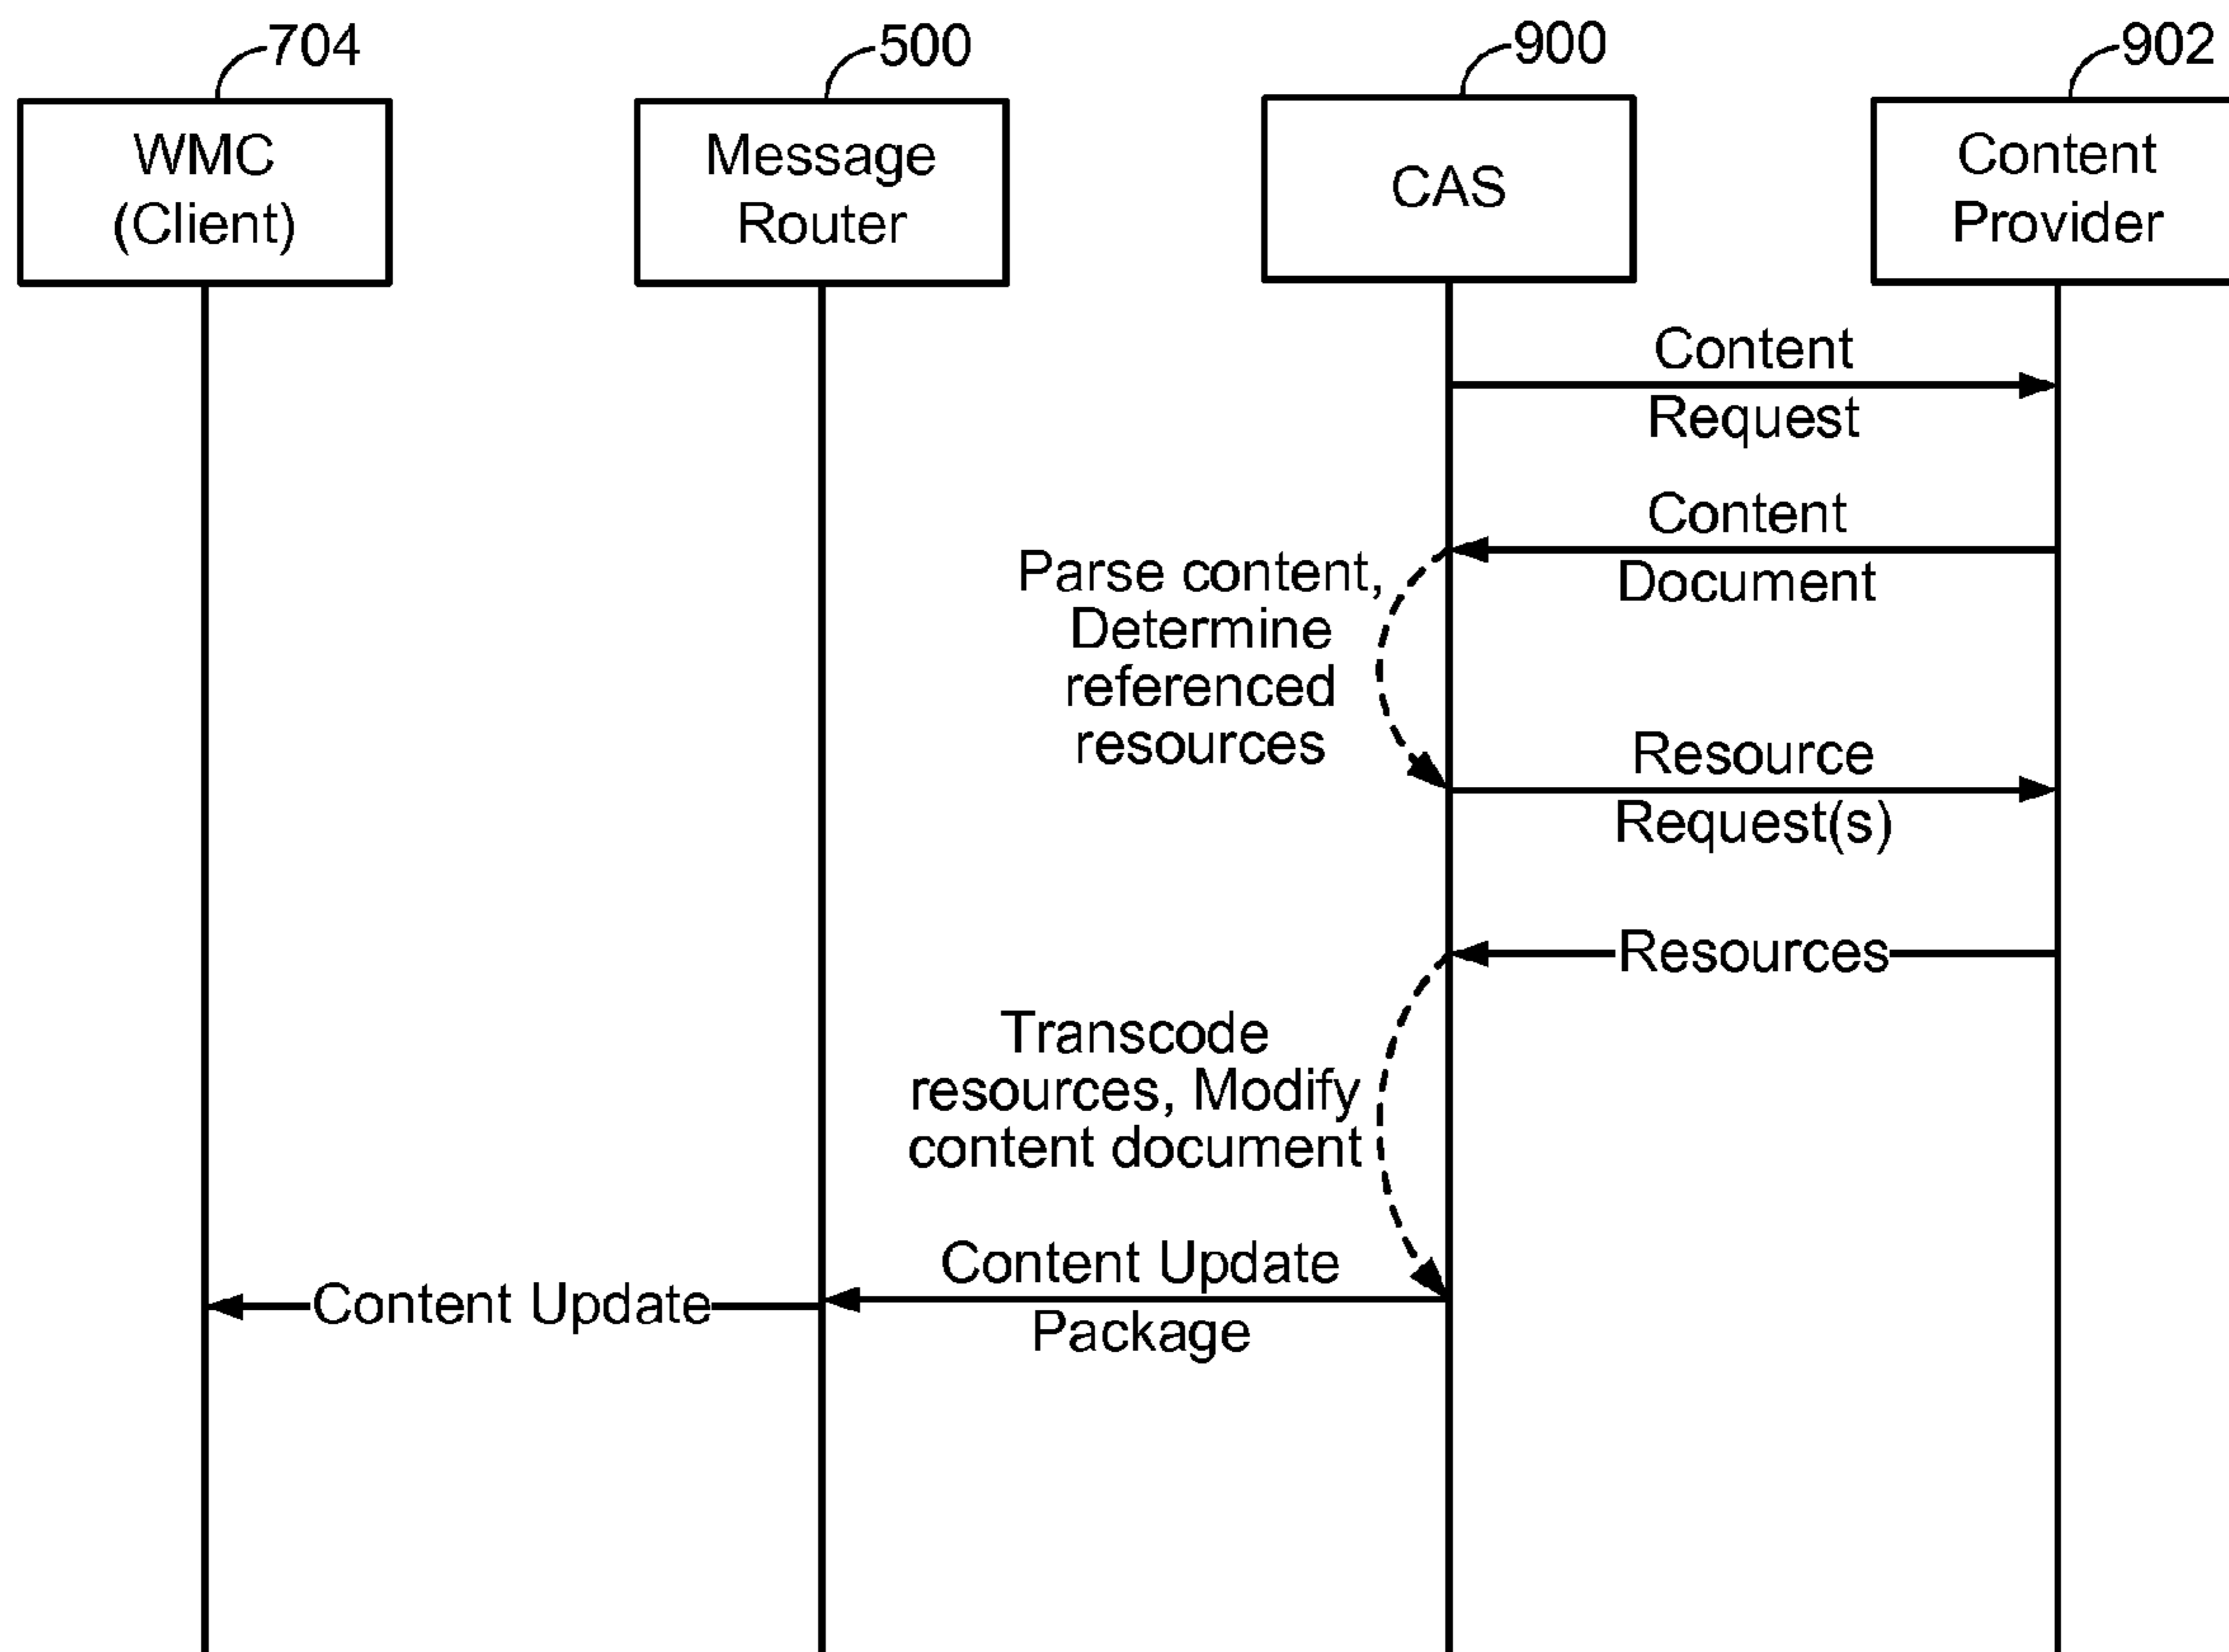 704
500
900
902
WMC
(Client)
Message
Router
CAS
Content
Provider
Content
Request
Content
Document
Parse content,
Determine
referenced
resources
Resource
Request(s)
Resources
Transcode
resources, Modify
content document
Content Update
Package
Content Update